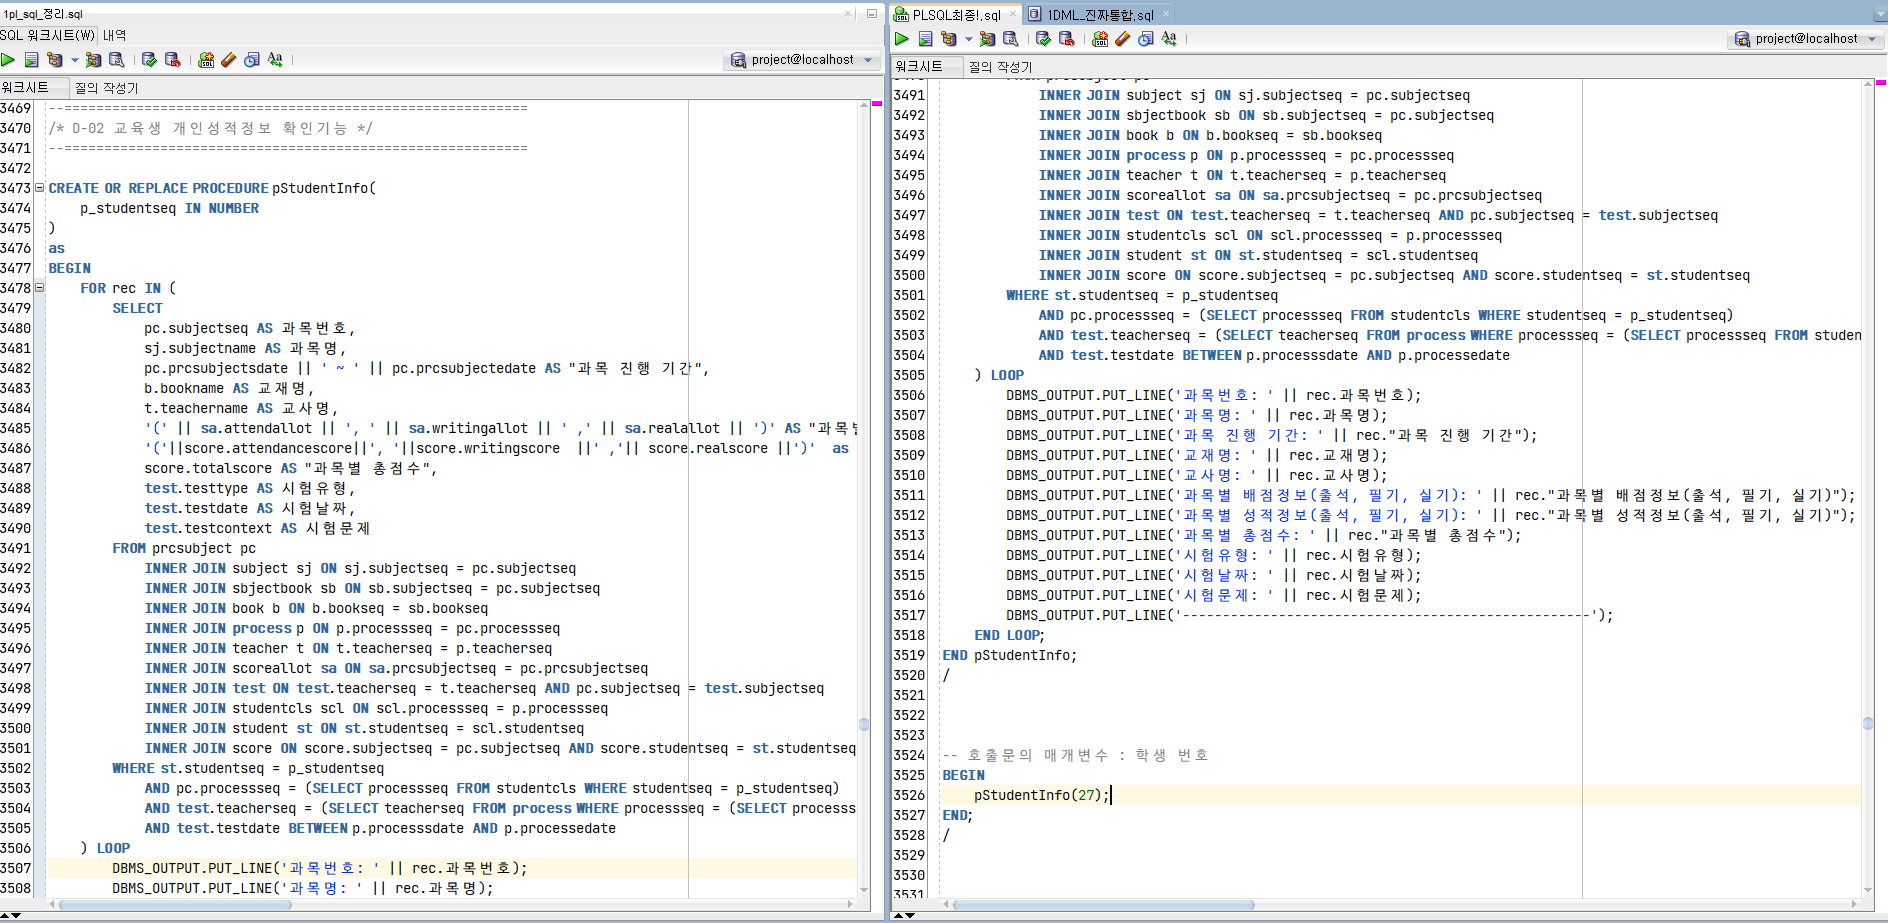 1pl_sql_정리.sql
SQL 워크시트(W) 내역
project@localhost
워크시트 질의 작성기
3469 --==========================================================
3470 /* D-02 교육생 개인성적정보 확인기능 */
3471 --==========================================================
3472
3473 CREATE OR REPLACE PROCEDURE pStudentInfo(
3474     p_studentseq IN NUMBER
3475 )
3476 as
3477 BEGIN
3478     FOR rec IN (
3479         SELECT
3480             pc.subjectseq AS 과목번호,
3481             sj.subjectname AS 과목명,
3482             pc.prcsubjectsdate || ' ~ ' || pc.prcsubjectedate AS "과목 진행 기간",
3483             b.bookname AS 교재명,
3484             t.teachername AS 교사명,
3485             '(' || sa.attendallot || ', ' || sa.writingallot || ' ,' || sa.realallot || ')' AS "과목
3486             '('||score.attendancescore||', '||score.writingscore  ||' ,'|| score.realscore ||')'  as
3487             score.totalscore AS "과목별 총점수",
3488             test.testtype AS 시험유형,
3489             test.testdate AS 시험날짜,
3490             test.testcontext AS 시험문제
3491         FROM prcsubject pc
3492             INNER JOIN subject sj ON sj.subjectseq = pc.subjectseq
3493             INNER JOIN sbjectbook sb ON sb.subjectseq = pc.subjectseq
3494             INNER JOIN book b ON b.bookseq = sb.bookseq
3495             INNER JOIN process p ON p.processseq = pc.processseq
3496             INNER JOIN teacher t ON t.teacherseq = p.teacherseq
3497             INNER JOIN scoreallot sa ON sa.prcsubjectseq = pc.prcsubjectseq
3498             INNER JOIN test ON test.teacherseq = t.teacherseq AND pc.subjectseq = test.subjectseq
3499             INNER JOIN studentcls scl ON scl.processseq = p.processseq
3500             INNER JOIN student st ON st.studentseq = scl.studentseq
3501             INNER JOIN score ON score.subjectseq = pc.subjectseq AND score.studentseq = st.studentseq
3502         WHERE st.studentseq = p_studentseq
3503             AND pc.processseq = (SELECT processseq FROM studentcls WHERE studentseq = p_studentseq)
3504             AND test.teacherseq = (SELECT teacherseq FROM process WHERE processseq = (SELECT processs
3505             AND test.testdate BETWEEN p.processsdate AND p.processedate
3506     ) LOOP
3507         DBMS_OUTPUT.PUT_LINE('과목번호: ' || rec.과목번호);
3508         DBMS_OUTPUT.PUT_LINE('과목명: ' || rec.과목명);
PLSQL최종!,sql 1DML_진짜통합,sql
project@localhost
워크시트 질의 작성기
3491             INNER JOIN subject sj ON sj.subjectseq = pc.subjectseq
3492             INNER JOIN sbjectbook sb ON sb.subjectseq = pc.subjectseq
3493             INNER JOIN book b ON b.bookseq = sb.bookseq
3494             INNER JOIN process p ON p.processseq = pc.processseq
3495             INNER JOIN teacher t ON t.teacherseq = p.teacherseq
3496             INNER JOIN scoreallot sa ON sa.prcsubjectseq = pc.prcsubjectseq
3497             INNER JOIN test ON test.teacherseq = t.teacherseq AND pc.subjectseq = test.subjectseq
3498             INNER JOIN studentcls scl ON scl.processseq = p.processseq
3499             INNER JOIN student st ON st.studentseq = scl.studentseq
3500             INNER JOIN score ON score.subjectseq = pc.subjectseq AND score.studentseq = st.studentseq
3501         WHERE st.studentseq = p_studentseq
3502             AND pc.processseq = (SELECT processseq FROM studentcls WHERE studentseq = p_studentseq)
3503             AND test.teacherseq = (SELECT teacherseq FROM process WHERE processseq = (SELECT processseq FROM studen
3504             AND test.testdate BETWEEN p.processsdate AND p.processedate
3505     ) LOOP
3506         DBMS_OUTPUT.PUT_LINE('과목번호: ' || rec.과목번호);
3507         DBMS_OUTPUT.PUT_LINE('과목명: ' || rec.과목명);
3508         DBMS_OUTPUT.PUT_LINE('과목 진행 기간: ' || rec."과목 진행 기간");
3509         DBMS_OUTPUT.PUT_LINE('교재명: ' || rec.교재명);
3510         DBMS_OUTPUT.PUT_LINE('교사명: ' || rec.교사명);
3511         DBMS_OUTPUT.PUT_LINE('과목별 배점정보(출석, 필기, 실기): ' || rec."과목별 배점정보(출석, 필기, 실기)");
3512         DBMS_OUTPUT.PUT_LINE('과목별 성적정보(출석, 필기, 실기): ' || rec."과목별 성적정보(출석, 필기, 실기)");
3513         DBMS_OUTPUT.PUT_LINE('과목별 총점수: ' || rec."과목별 총점수");
3514         DBMS_OUTPUT.PUT_LINE('시험유형: ' || rec.시험유형);
3515         DBMS_OUTPUT.PUT_LINE('시험날짜: ' || rec.시험날짜);
3516         DBMS_OUTPUT.PUT_LINE('시험문제: ' || rec.시험문제);
3517         DBMS_OUTPUT.PUT_LINE('---------------------------------------------------');
3518     END LOOP;
3519 END pStudentInfo;
3520 /
3521
3522
3523
3524 -- 호출문의 매개변수 : 학생 번호
3525 BEGIN
3526     pStudentInfo(27);
3527 END;
3528 /
3529
3530
3531